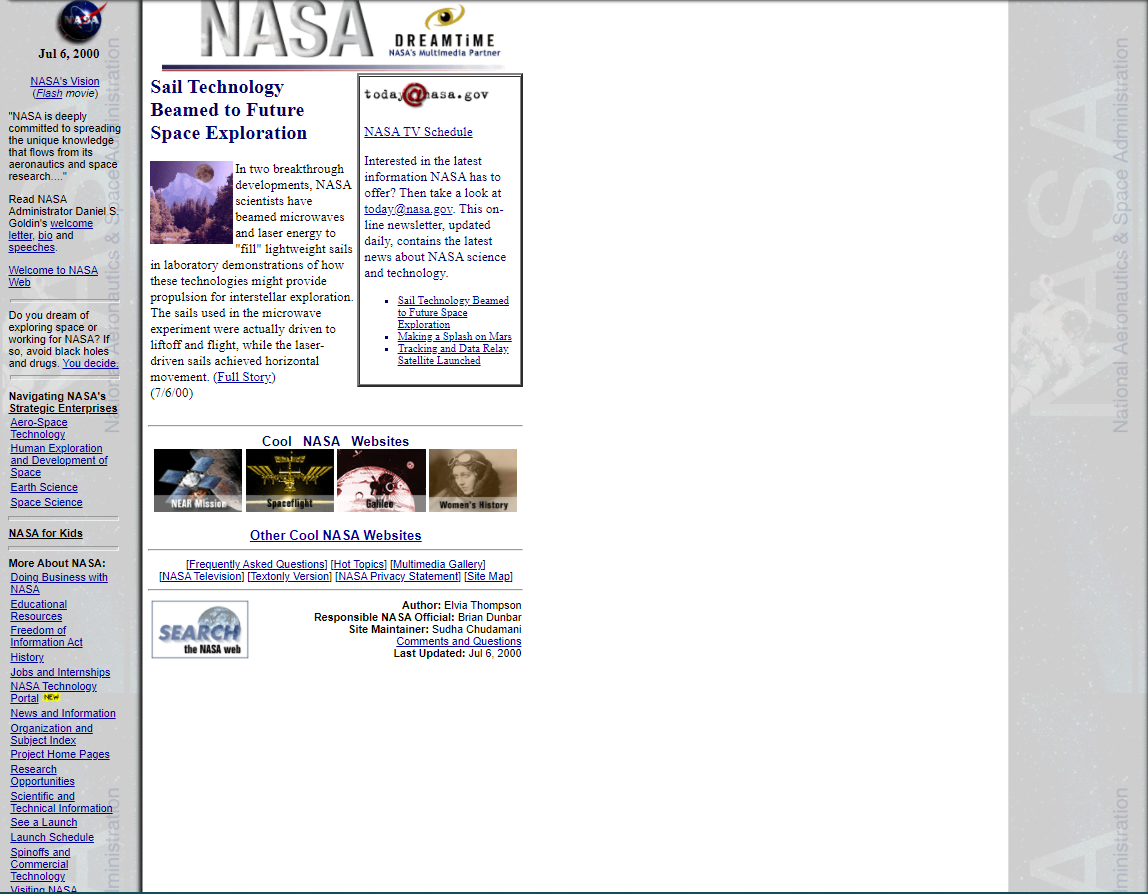 NASA
Jul 6, 2000
NASA's Vision
(Flash movie)
"NASA is deeply
committed to spreading
the unique knowledge
that flows from its
aeronautics and space
research...."
Read NASA
Administrator Daniel S.
Goldin's welcome
letter, bio and
speeches.
Welcome to NASA
Web
Do you dream of
exploring space or
working for NASA? If
so, avoid black holes
and drugs. You decide.
Navigating NASA's
Strategic Enterprises
Aero-Space
Technology
Human Exploration
and Development of
Space
Earth Science
Space Science
NASA for Kids
More About NASA:
Doing Business with
NASA
Educational
Resources
Freedom of
Information Act
History
Jobs and Internships
NASA Technology
Portal NEW
News and Information
Organization and
Subject Index
Project Home Pages
Research
Opportunities
Scientific and
Technical Information
See a Launch
Launch Schedule
Spinoffs and
Commercial
Technology
Visiting NASA
NASA
DREAMTIME
NASA's Multimedia Partner
Sail Technology
Beamed to Future
Space Exploration
In two breakthrough
developments, NASA
scientists have
beamed microwaves
and laser energy to
"fill" lightweight sails
in laboratory demonstrations of how
these technologies might provide
propulsion for interstellar exploration.
The sails used in the microwave
experiment were actually driven to
liftoff and flight, while the laser-
driven sails achieved horizontal
movement. (Full Story)
(7/6/00)
today@nasa.gov
NASA TV Schedule
Interested in the latest
information NASA has to
offer? Then take a look at
today@nasa.gov. This on-
line newsletter, updated
daily, contains the latest
news about NASA science
and technology.
Sail Technology Beamed
to Future Space
Exploration
Making a Splash on Mars
Tracking and Data Relay
Satellite Launched
Cool NASA Websites
NEAR Mission
Spaceflight
Galileo
Women's History
Other Cool NASA Websites
[Frequently Asked Questions] [Hot Topics] [Multimedia Gallery]
[NASA Television] [Textonly Version] [NASA Privacy Statement] [Site Map]
SEARCH
the NASA web
Author: Elvia Thompson
Responsible NASA Official: Brian Dunbar
Site Maintainer: Sudha Chudamani
Comments and Questions
Last Updated: Jul 6, 2000
NASA
National Aeronautics & Space Administration
NASA
ministration